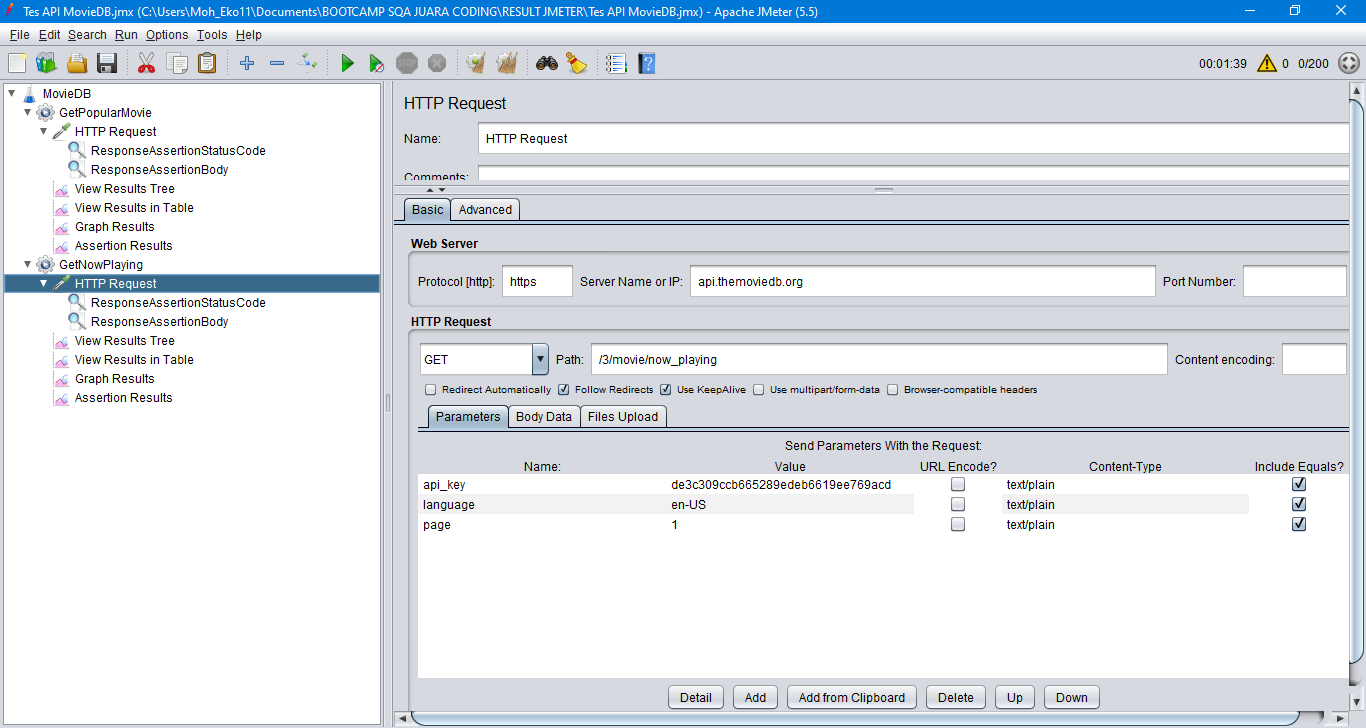 Tes API MovieDB.jmx (C:\Users\Moh_Eko11\Documents\BOOTCAMP SQA JUARA CODING\RESULT JMETER\Tes API MovieDB.jmx) - Apache JMeter (5.5)
File Edit Search Run Options Tools Help
STOP
00:01:39 0 0/200
MovieDB
GetPopularMovie
HTTP Request
ResponseAssertionStatusCode
ResponseAssertionBody
View Results Tree
View Results in Table
Graph Results
Assertion Results
GetNowPlaying
HTTP Request
ResponseAssertionStatusCode
ResponseAssertionBody
View Results Tree
View Results in Table
Graph Results
Assertion Results
HTTP Request
Name: HTTP Request
Comments:
Basic Advanced
Web Server
Protocol [http]: https Server Name or IP: api.themoviedb.org Port Number:
HTTP Request
GET Path: /3/movie/now_playing Content encoding:
Redirect Automatically Follow Redirects Use KeepAlive Use multipart/form-data Browser-compatible headers
Parameters Body Data Files Upload
Send Parameters With the Request:
Name: Value URL Encode? Content-Type Include Equals?
api_key de3c309ccb665289edeb6619ee769acd text/plain
language en-US text/plain
page 1 text/plain
Detail Add Add from Clipboard Delete Up Down